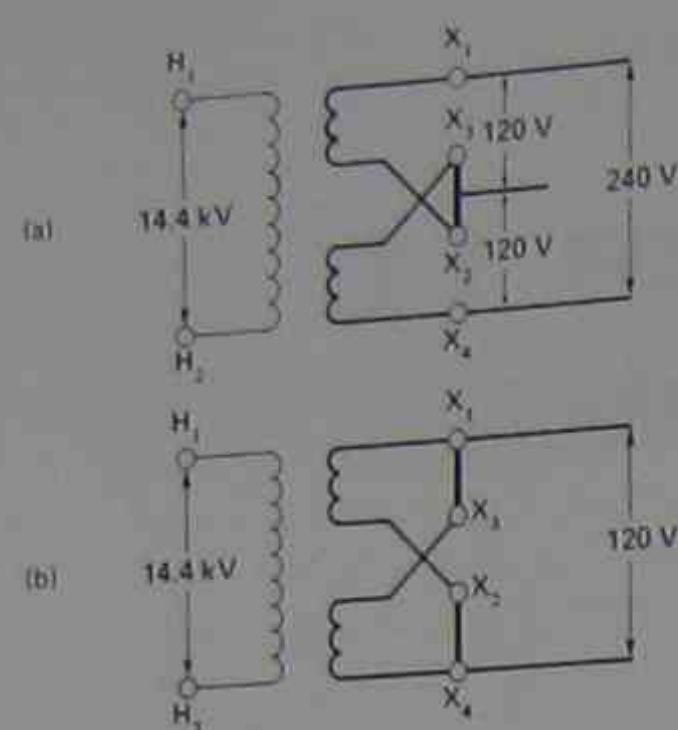 (a)
H₁
14.4 kV
H₂
X₁
X₃ 120 V
240 V
X₂ 120 V
X₄
(b)
H₁
14.4 kV
H₂
X₁
X₃
120 V
X₂
X₄